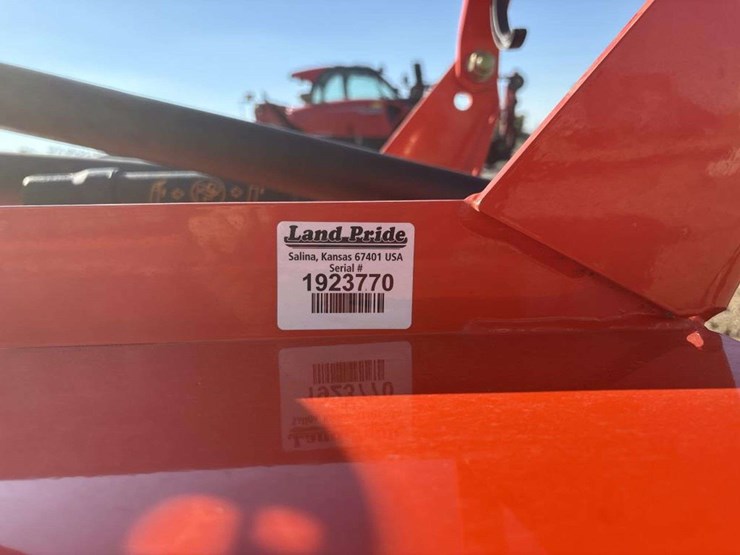 Land Pride
Salina, Kansas 67401 USA
Serial #
1923770